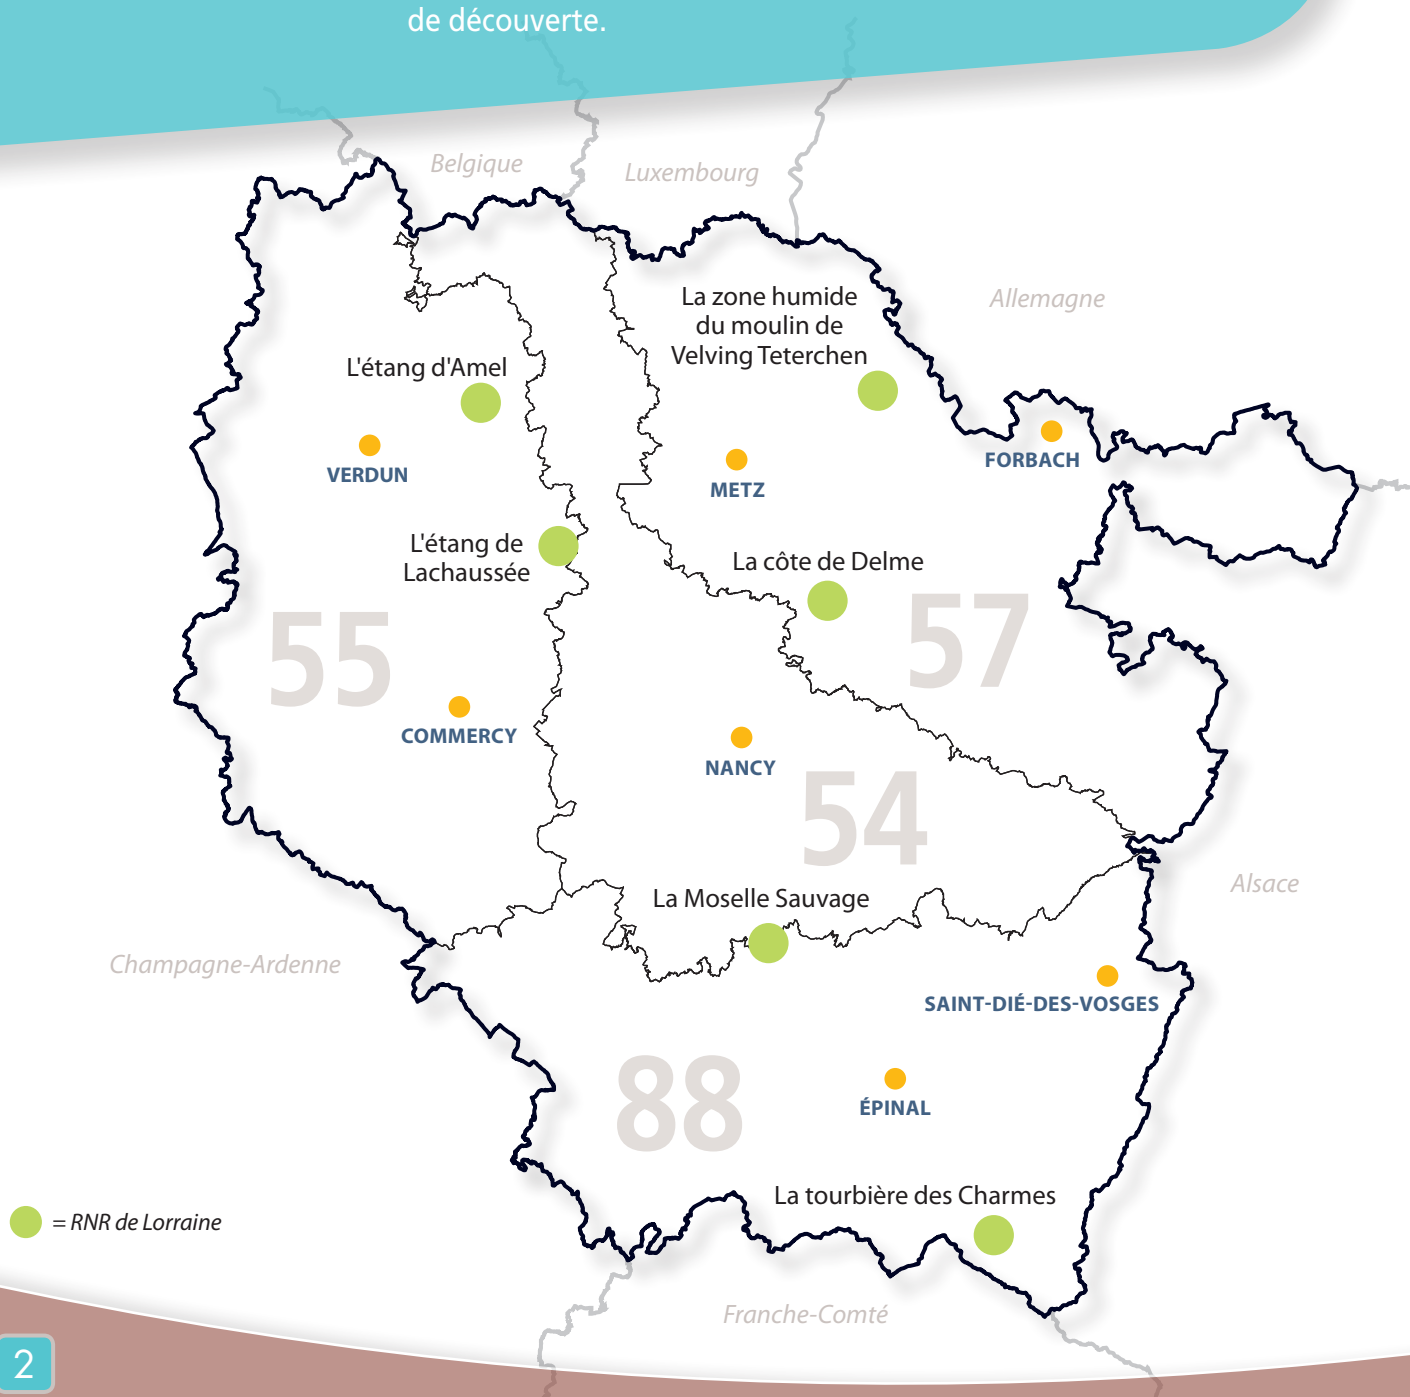 de découverte.
Belgique
Luxembourg
Allemagne
La zone humide
du moulin de
Velving Teterchen
L'étang d'Amel
VERDUN
METZ
FORBACH
L'étang de
Lachaussée
La côte de Delme
55
57
COMMERCY
NANCY
54
La Moselle Sauvage
Alsace
Champagne-Ardenne
SAINT-DIÉ-DES-VOSGES
88
ÉPINAL
La tourbière des Charmes
= RNR de Lorraine
Franche-Comté
2